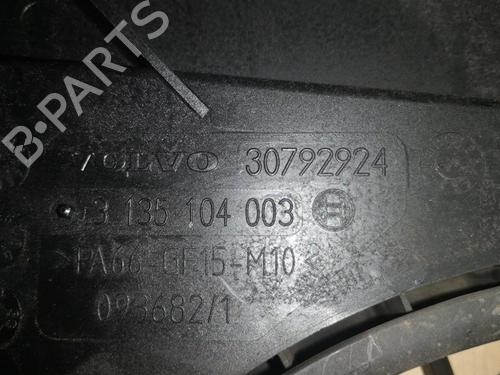 B-PARTS
VOLVO 30792924
3 135 104 003
PA66-GF15-M10
093682/1